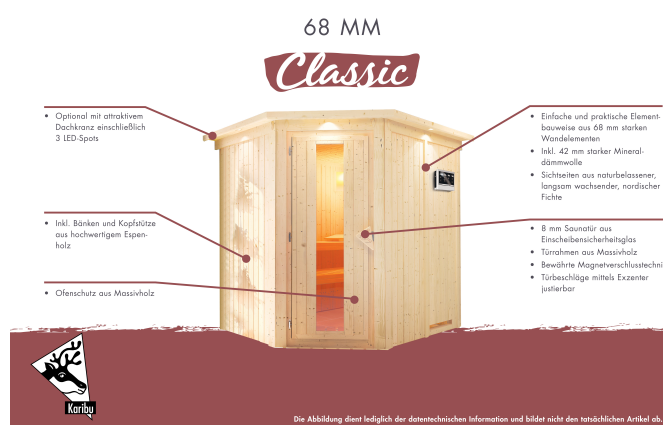 68 MM
Classic
• Optional mit attraktivem
Dachkranz einschließlich
3 LED-Spots
• Inkl. Bänken und Kopfstütze
aus hochwertigem Espen-
holz
• Ofenschutz aus Massivholz
• Einfache und praktische Element-
bauweise aus 68 mm starken
Wandelementen
• Inkl. 42 mm starker Mineral-
dämmwolle
• Sichtseiten aus naturbelassener,
langsam wachsender, nordischer
Fichte
• 8 mm Saunatür aus
Einscheibensicherheitsglas
• Türrahmen aus Massivholz
• Bewährte Magnetverschlusstechni
• Türbeschläge mittels Exzenter
justierbar
Karibu
Die Abbildung dient lediglich der datentechnischen Information und bildet nicht den tatsächlichen Artikel ab.